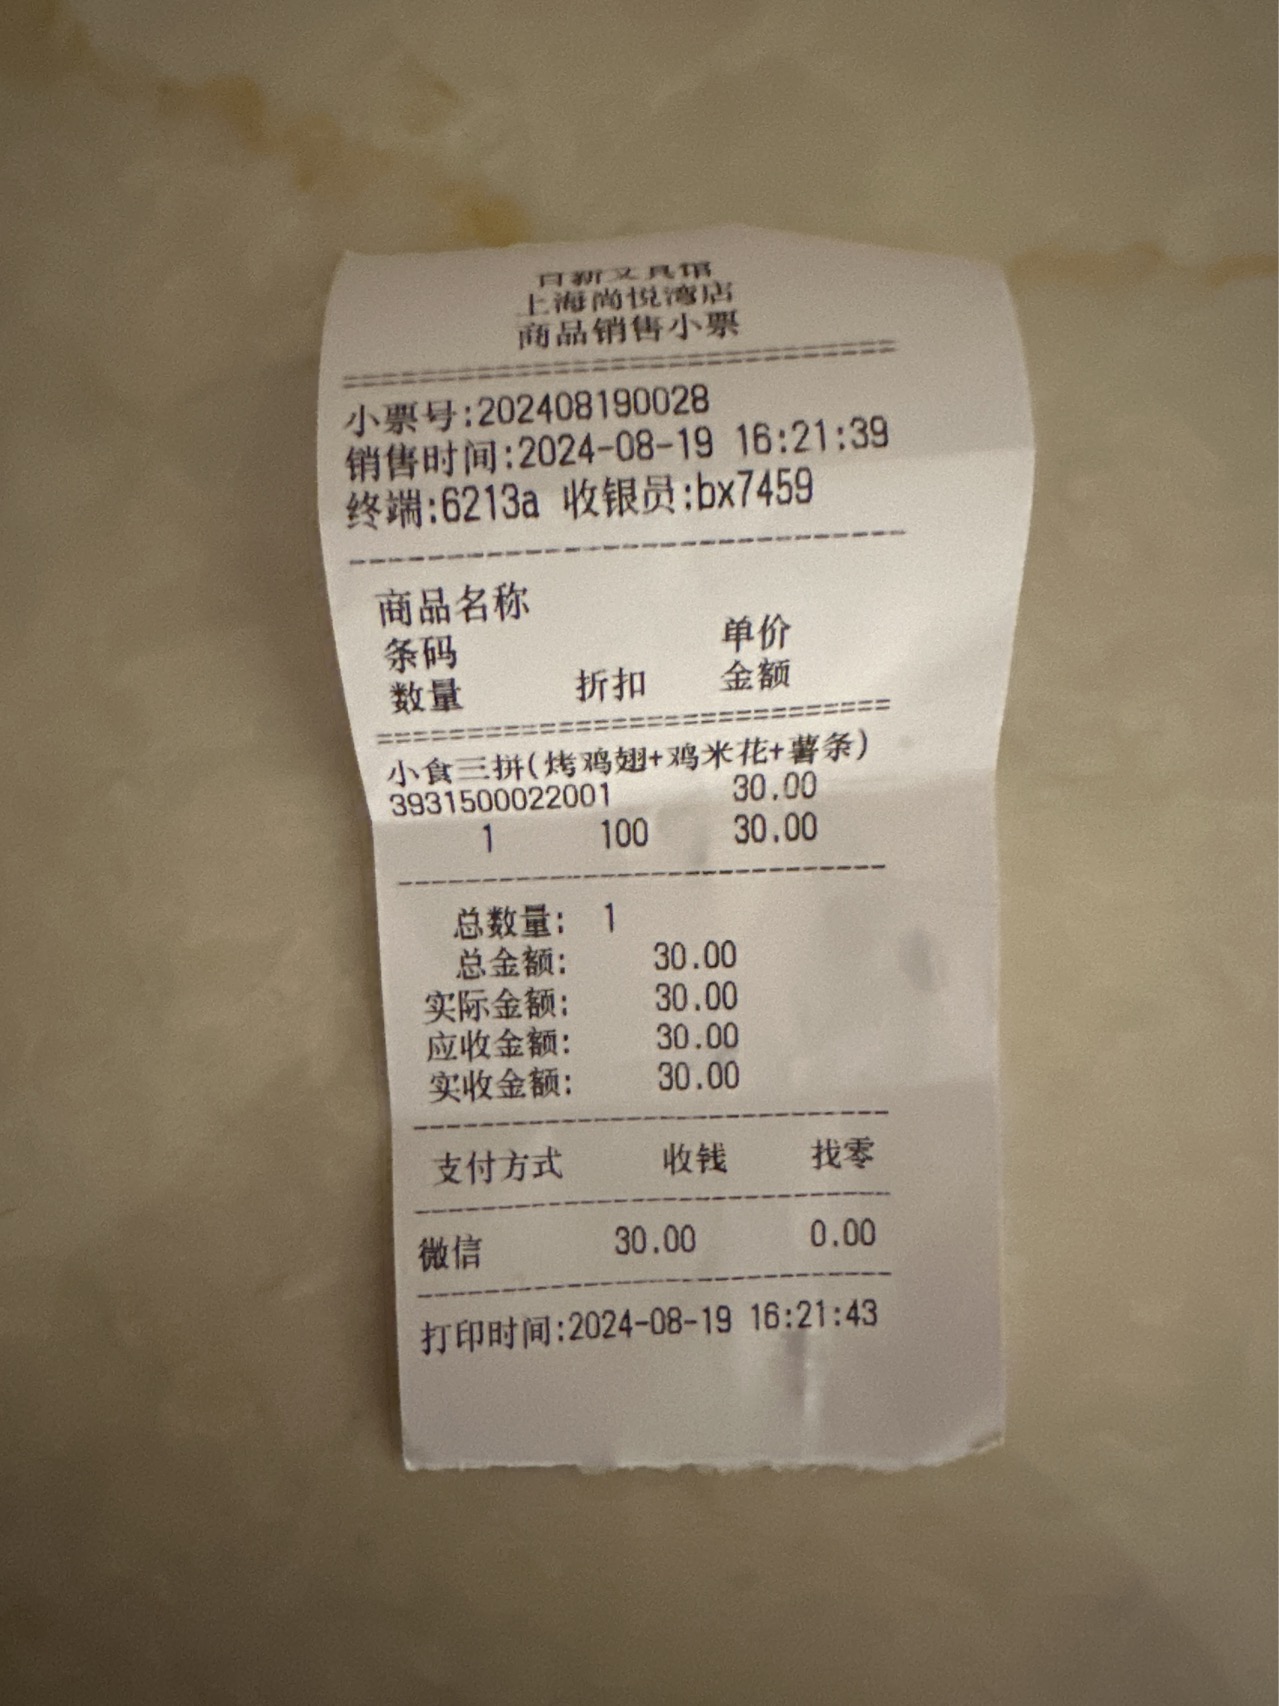 百新文具馆
上海尚悦湾店
商品销售小票
================================
小票号:202408190028
销售时间:2024-08-19 16:21:39
终端:6213a 收银员:bx7459
--------------------------------
商品名称
条码 单价
数量 折扣 金额
================================
小食三拼(烤鸡翅+鸡米花+薯条)
3931500022001 30.00
1 100 30.00
--------------------------------
总数量: 1
总金额: 30.00
实际金额: 30.00
应收金额: 30.00
实收金额: 30.00
--------------------------------
支付方式 收钱 找零
--------------------------------
微信 30.00 0.00
--------------------------------
打印时间:2024-08-19 16:21:43